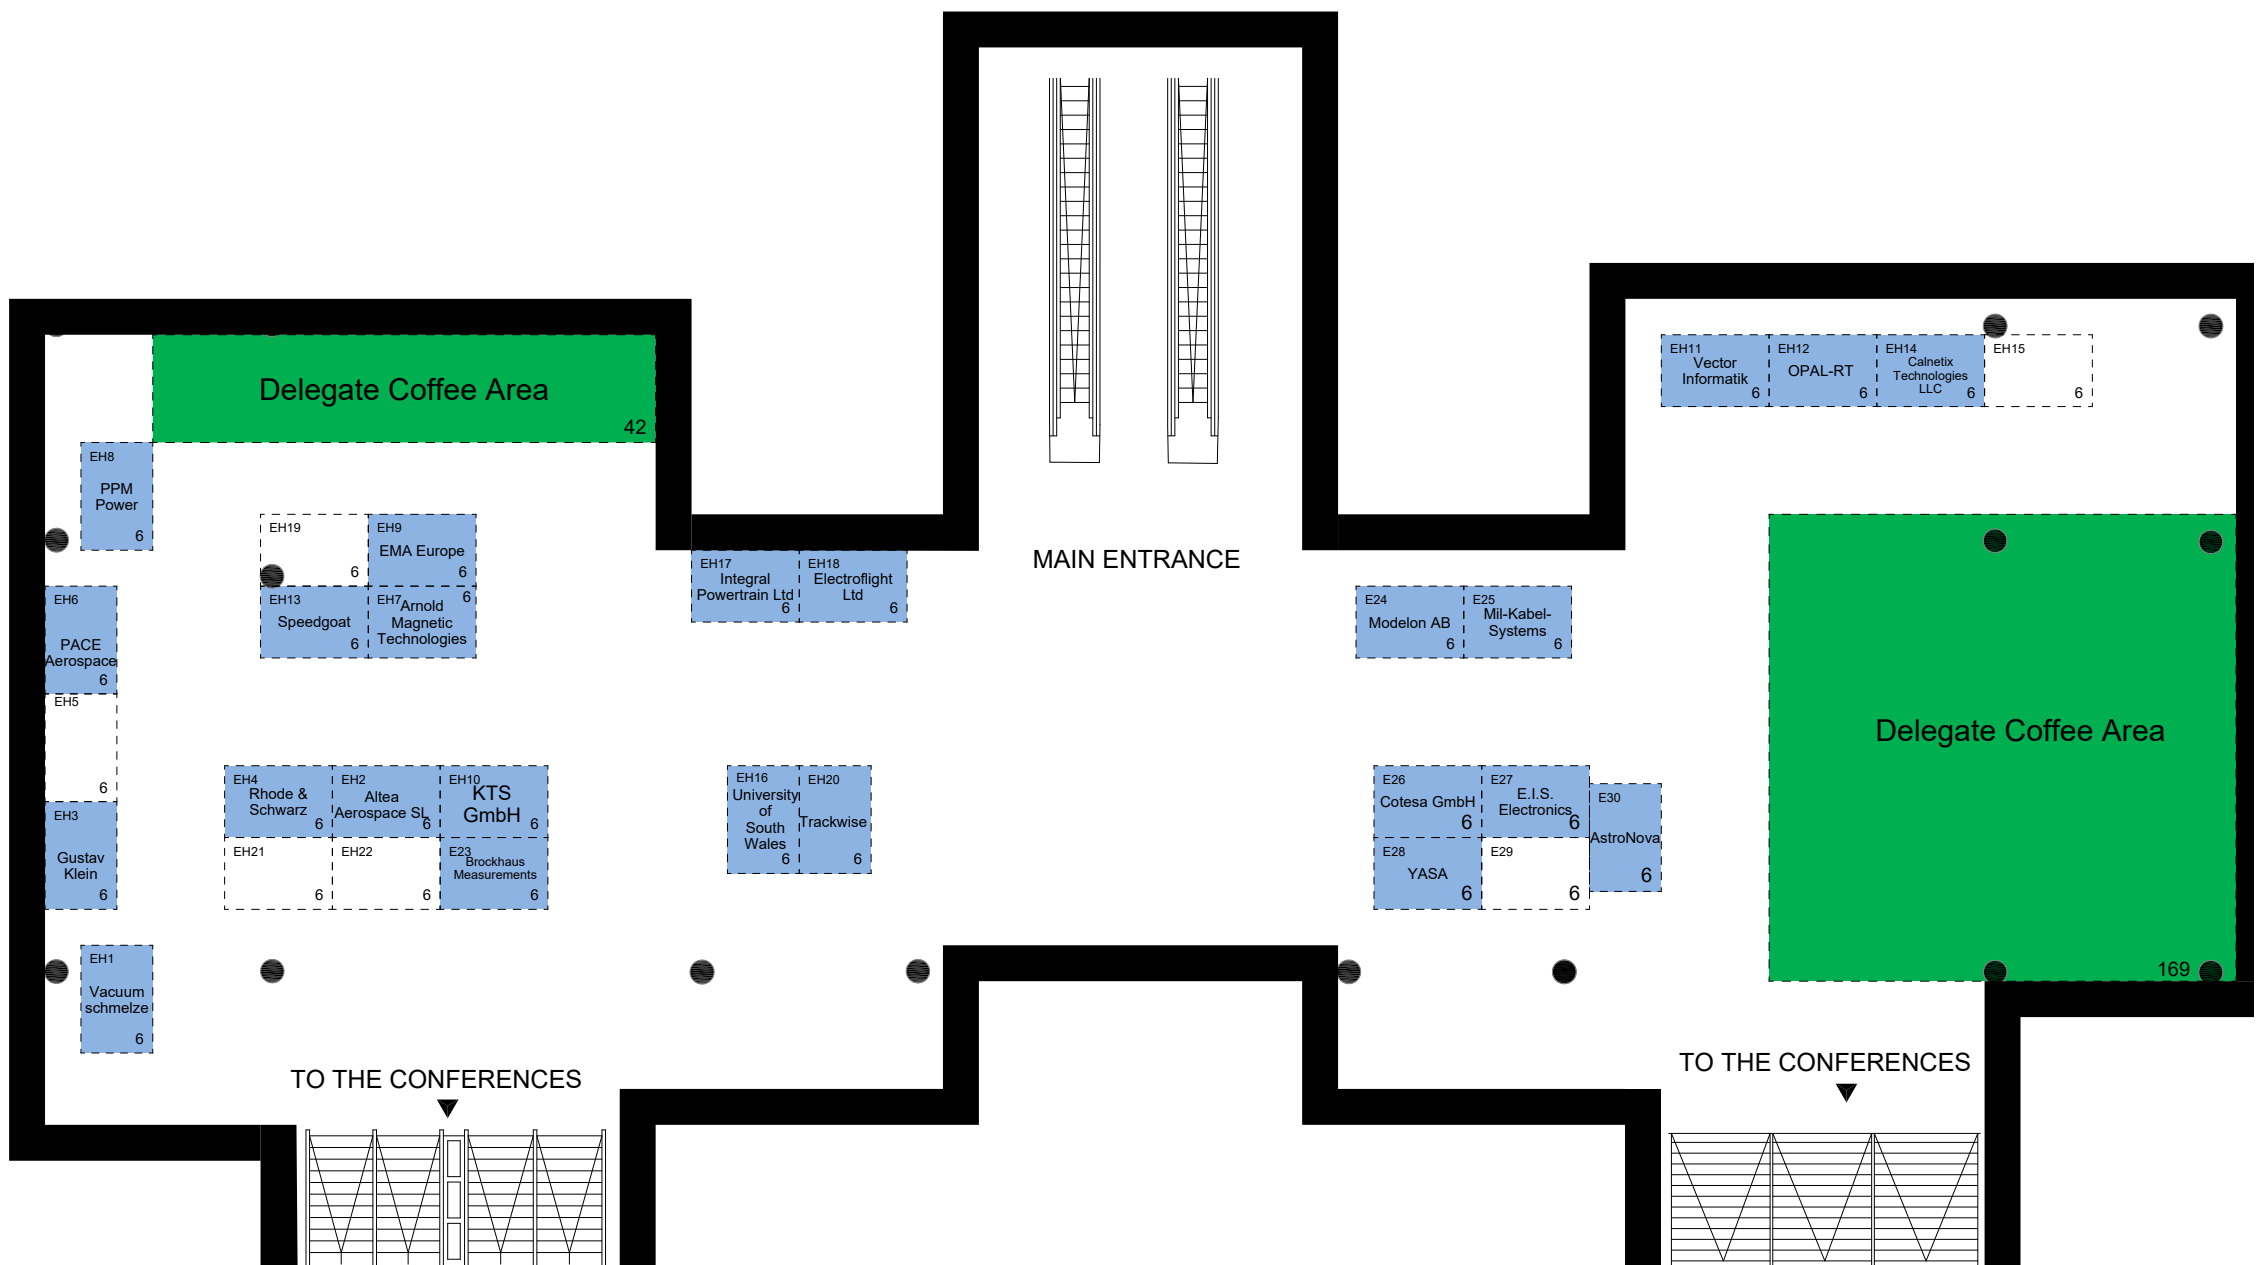 Delegate Coffee Area
42
EH8
PPM
Power
6
EH19
6
EH9
EMA Europe
6
EH13
Speedgoat
6
EH7
6
Arnold
Magnetic
Technologies
EH6
PACE
Aerospace
6
EH5
6
EH3
Gustav
Klein
6
EH1
Vacuum
schmelze
6
EH4
Rhode &
Schwarz
6
EH2
Altea
Aerospace SL
6
EH10
KTS
GmbH
6
EH21
6
EH22
6
E23
Brockhaus
Measurements
6
EH17
Integral
Powertrain Ltd
6
EH18
Electroflight
Ltd
6
EH16
University
of
South
Wales
6
EH20
Trackwise
6
MAIN ENTRANCE
EH11
Vector
Informatik
6
EH12
OPAL-RT
6
EH14
Calnetix
Technologies
LLC
6
EH15
6
E24
Modelon AB
6
E25
Mil-Kabel-
Systems
6
E26
Cotesa GmbH
6
E27
E.I.S.
Electronics
6
E28
YASA
6
E29
6
E30
AstroNova
6
Delegate Coffee Area
169
TO THE CONFERENCES
TO THE CONFERENCES